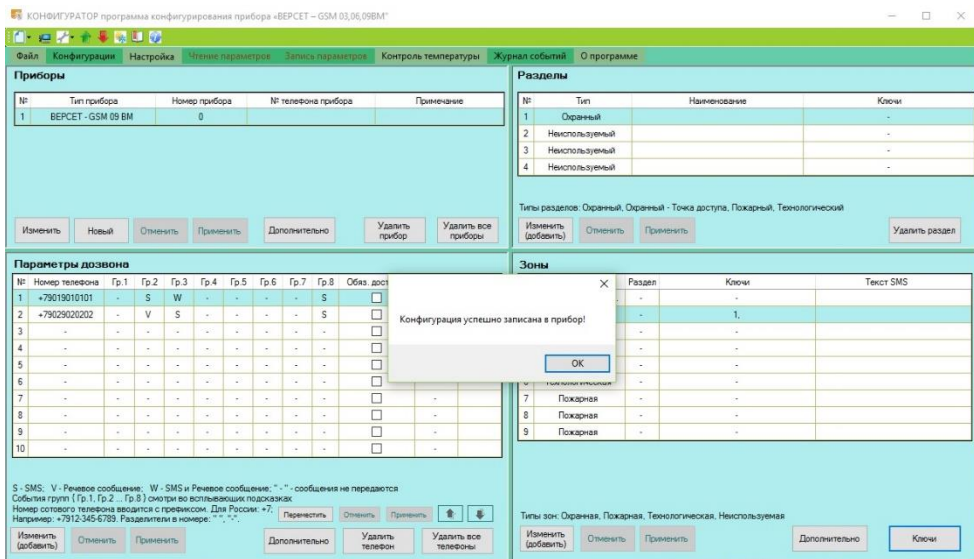 КОНФИГУРАТОР программа конфигурирования прибора «ВЕРСЕТ – GSM 03,06,09ВМ"
Файл Конфигурации Настройка Чтение параметров Запись параметров Контроль температуры Журнал событий О программе
Приборы
№ Тип прибора Номер прибора № телефона прибора Примечание
1 ВЕРСЕТ - GSM 09 ВМ 0
Изменить Новый Отменить Применить Дополнительно Удалить прибор Удалить все приборы
Разделы
№ Тип Наименование Ключи
1 Охранный -
2 Неиспользуемый -
3 Неиспользуемый -
4 Неиспользуемый -
Типы разделов: Охранный, Охранный - Точка доступа, Пожарный, Технологический
Изменить (добавить) Отменить Применить Удалить раздел
Параметры дозвона
№ Номер телефона Гр.1 Гр.2 Гр.3 Гр.4 Гр.5 Гр.6 Гр.7 Гр.8 Обяз. дос
1 +79019010101 - S W - - - - S
2 +79029020202 - V S - - - - S
3 - - - - - - - - -
4 - - - - - - - - -
5 - - - - - - - - -
6 - - - - - - - - -
7 - - - - - - - - - -
8 - - - - - - - - - -
9 - - - - - - - - - -
10 - - - - - - - - - -
S - SMS; V - Речевое сообщение; W - SMS и Речевое сообщение; " - " - сообщения не передаются
События групп ( Гр.1, Гр.2 ... Гр.8 ) смотри во всплывающих подсказках
Номер сотового телефона вводится с префиксом. Для России: +7;
Например: +7912-345-6789. Разделители в номере: " ", "-".
Переместить Отменить Применить
Изменить (добавить) Отменить Применить Дополнительно Удалить телефон Удалить все телефоны
Конфигурация успешно записана в прибор!
OK
Зоны
Раздел Ключи Текст SMS
- -
- 1,
- -
- -
- -
6 Технологическая - -
7 Пожарная - -
8 Пожарная - -
9 Пожарная - -
Типы зон: Охранная, Пожарная, Технологическая, Неиспользуемая
Изменить (добавить) Отменить Применить Дополнительно Ключи